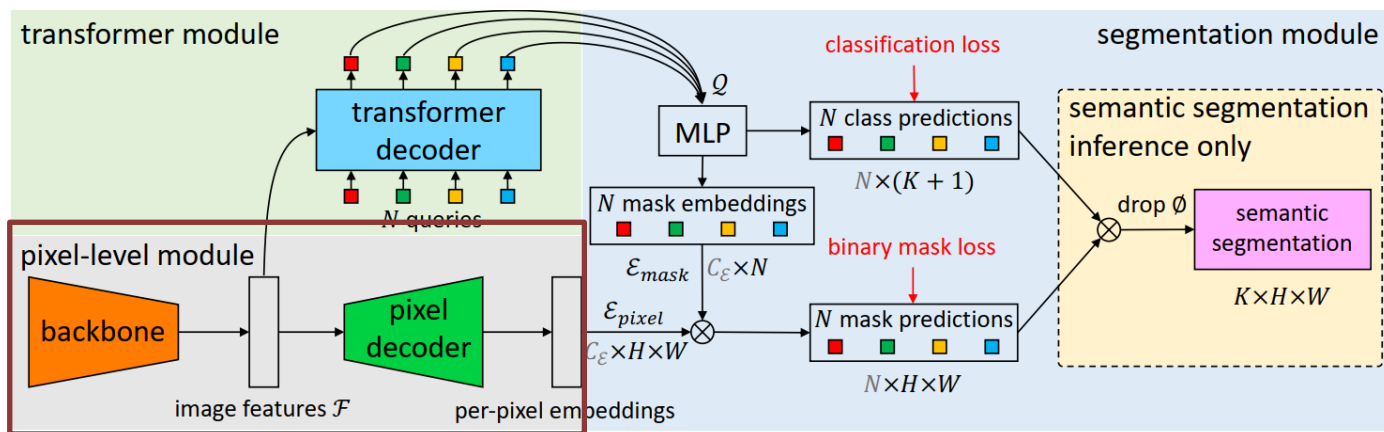 transformer module
transformer
decoder
N queries
pixel-level module
backbone
image features ℱ
pixel
decoder
per-pixel embeddings
segmentation module
𝒬
MLP
N mask embeddings
ℰ_mask C_ℰ×N
ℰ_pixel
C_ℰ×H×W
classification loss
N class predictions
N×(K + 1)
binary mask loss
N mask predictions
N×H×W
semantic segmentation
inference only
drop ∅
semantic
segmentation
K×H×W